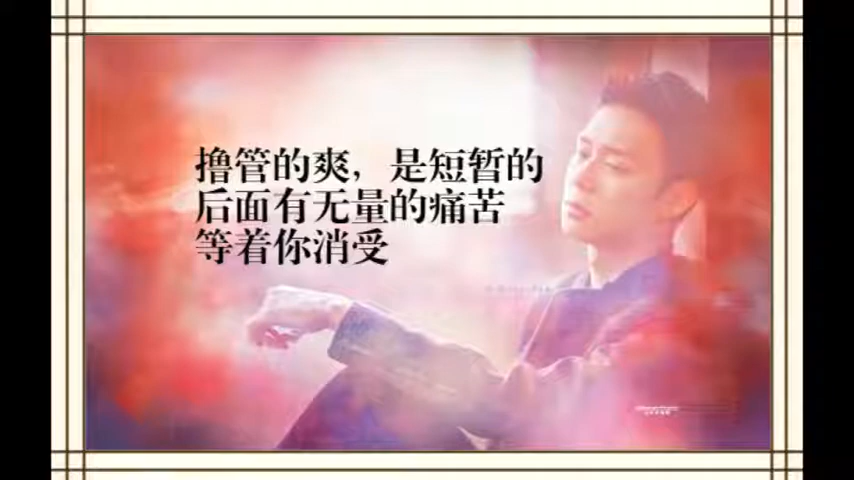 撸管的爽，是短暂的
后面有无量的痛苦
等着你消受